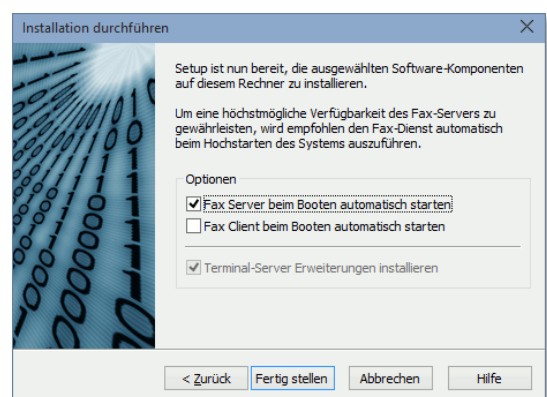 Installation durchführen
Setup ist nun bereit, die ausgewählten Software-Komponenten
auf diesem Rechner zu installieren.
Um eine höchstmögliche Verfügbarkeit des Fax-Servers zu
gewährleisten, wird empfohlen den Fax-Dienst automatisch
beim Hochstarten des Systems auszuführen.
Optionen
Fax Server beim Booten automatisch starten
Fax Client beim Booten automatisch starten
Terminal-Server Erweiterungen installieren
< Zurück Fertig stellen Abbrechen Hilfe